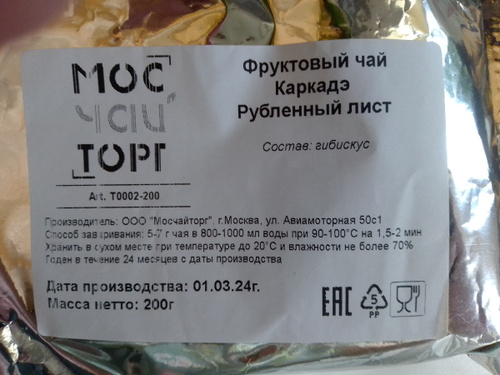 МОС
чай
ТОРГ
Art. T0002-200
Фруктовый чай
Каркадэ
Рубленный лист
Состав: гибискус
Производитель: ООО "Мосчайторг", г.Москва, ул. Авиамоторная 50с1
Способ заваривания: 5-7 г чая в 800-1000 мл воды при 90-100°С на 1,5-2 мин
Хранить в сухом месте при температуре до 20°С и влажности не более 70%
Годен в течение 24 месяцев с даты производства
Дата производства: 01.03.24г.
Масса нетто: 200г
ЕАС
5
PP